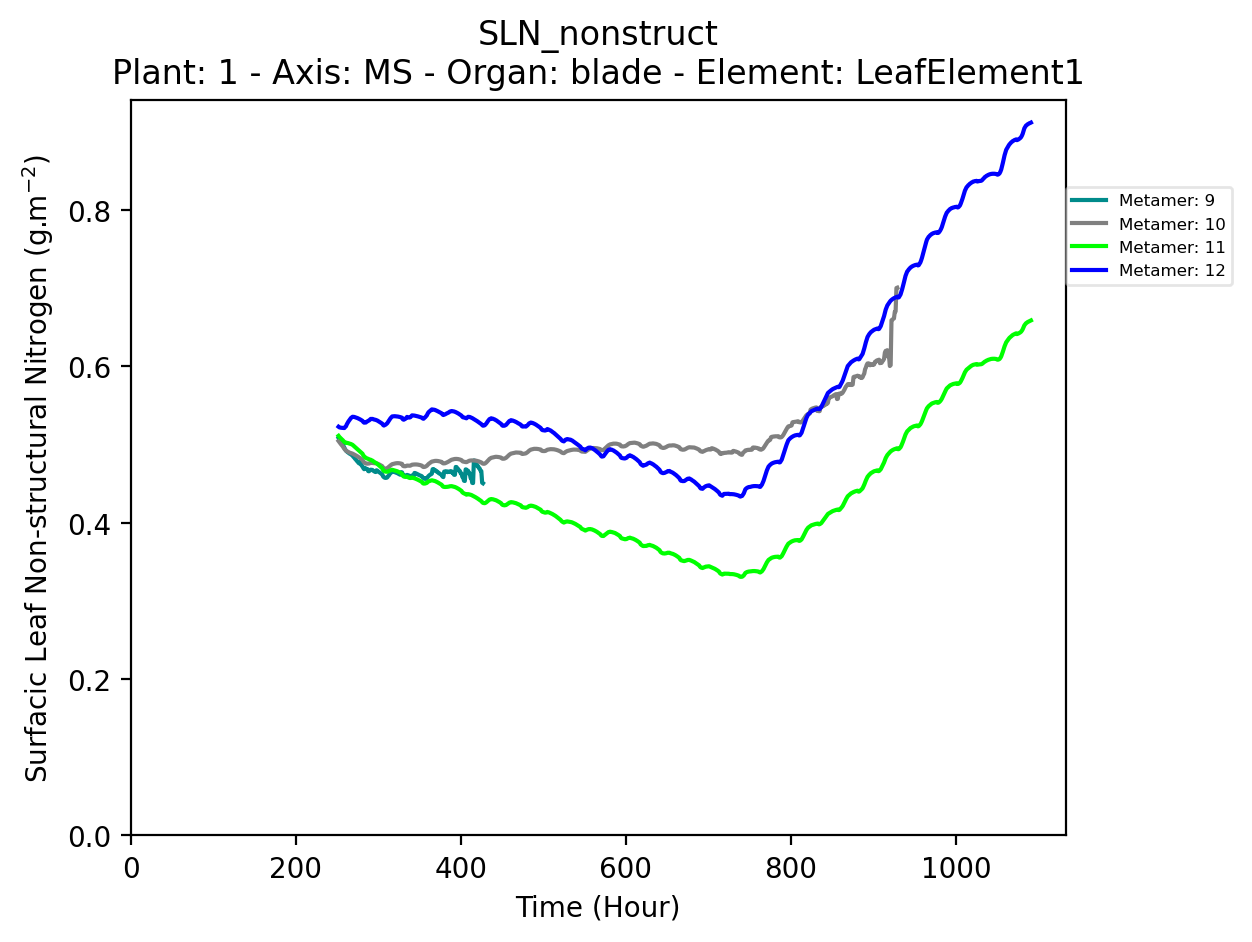 SLN_nonstruct
Plant: 1 - Axis: MS - Organ: blade - Element: LeafElement1
Surfacic Leaf Non-structural Nitrogen (g.m⁻²)
0.8
0.6
0.4
0.2
0.0
0 200 400 600 800 1000
Time (Hour)
Metamer: 9
Metamer: 10
Metamer: 11
Metamer: 12